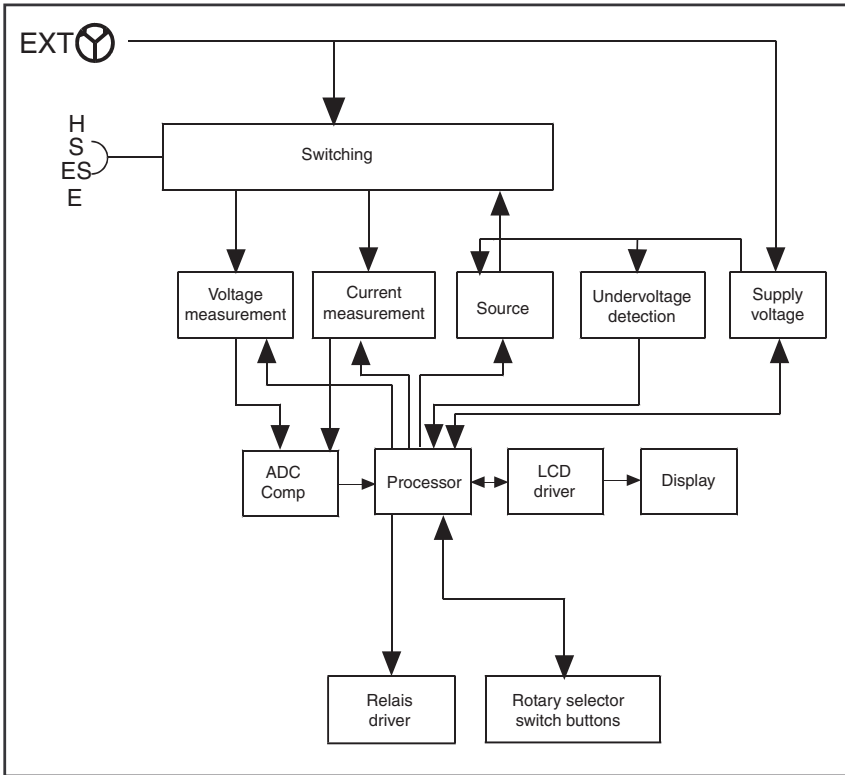 EXT
H
S
ES
E
Switching
Voltage
measurement
Current
measurement
Source
Undervoltage
detection
Supply
voltage
ADC
Comp
Processor
LCD
driver
Display
Relais
driver
Rotary selector
switch buttons